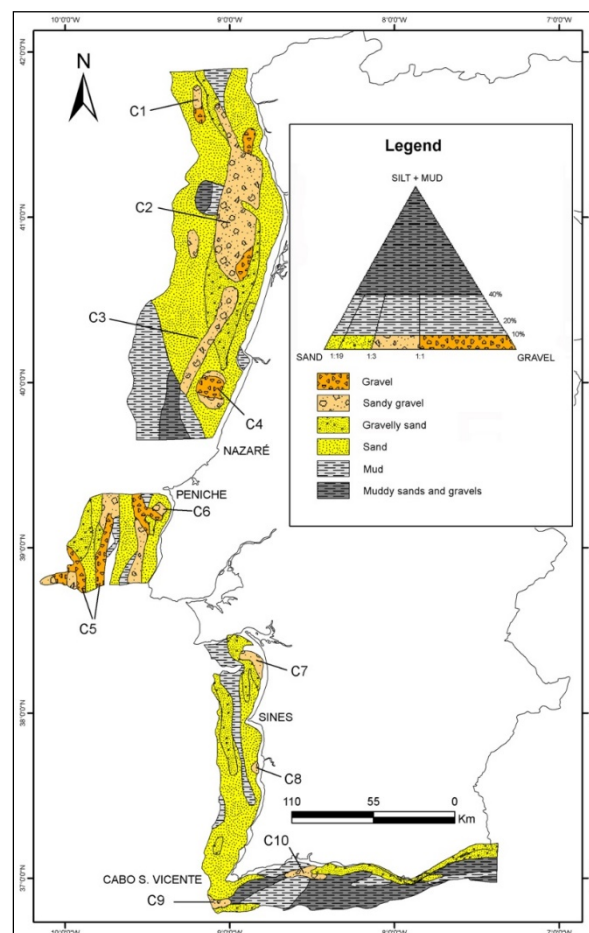 10°0'0"W 9°0'0"W 8°0'0"W 7°0'0"W
42°0'0"N
N
C1
Legend
SILT + MUD
C2
41°0'0"N
40%
20%
10%
C3
SAND 1:19 1:3 1:1 GRAVEL
Gravel
40°0'0"N
Sandy gravel
C4
Gravelly sand
Sand
NAZARÉ
Mud
PENICHE
Muddy sands and gravels
C6
39°0'0"N
C5
C7
38°0'0"N
SINES
C8
110 55 0
Km
C10
37°0'0"N
CABO S. VICENTE
C9